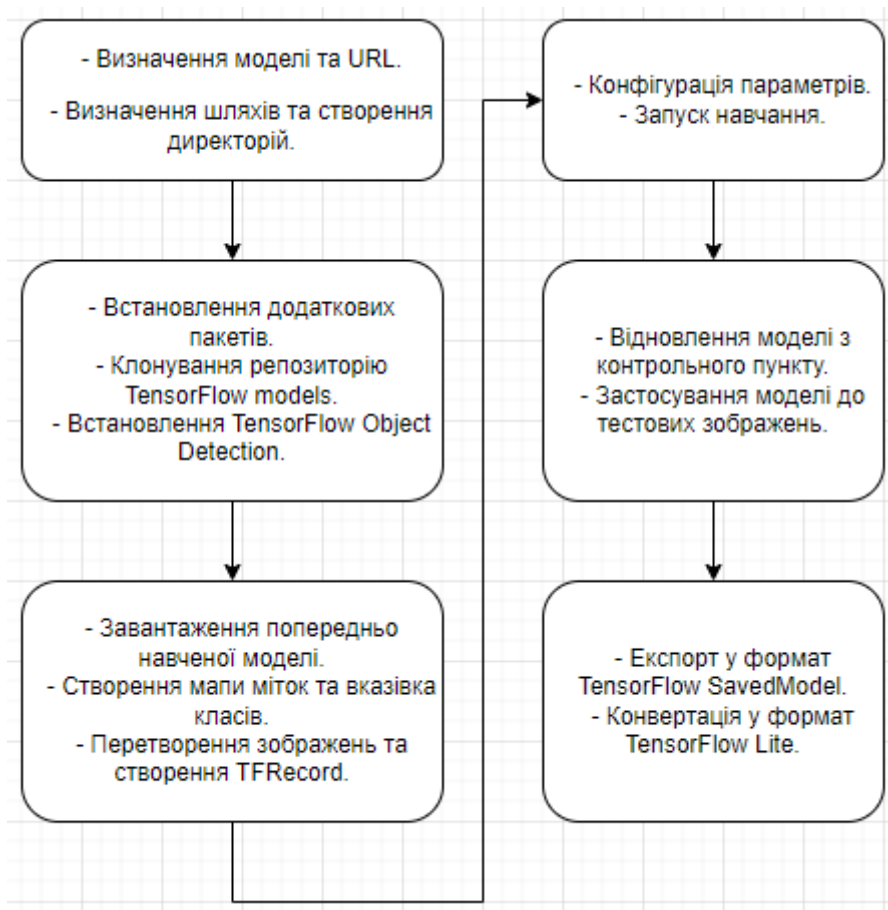 - Визначення моделі та URL.
- Визначення шляхів та створення
директорій.
- Встановлення додаткових
пакетів.
- Клонування репозиторію
TensorFlow models.
- Встановлення TensorFlow Object
Detection.
- Завантаження попередньо
навченої моделі.
- Створення мапи міток та вказівка
класів.
- Перетворення зображень та
створення TFRecord.
- Конфігурація параметрів.
- Запуск навчання.
- Відновлення моделі з
контрольного пункту.
- Застосування моделі до
тестових зображень.
- Експорт у формат
TensorFlow SavedModel.
- Конвертація у формат
TensorFlow Lite.